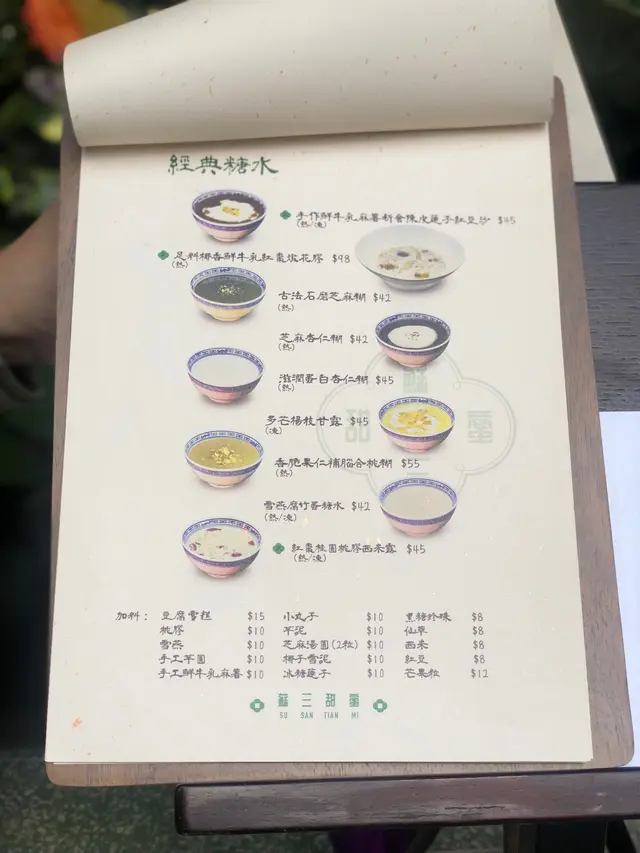 經典糖水
手作鮮牛乳麻薯新會陳皮蓮子紅豆沙 $45
(熱/凍)
足料椰香鮮牛乳紅棗燉花膠 $98
(熱)
古法石磨芝麻糊 $42
(熱)
芝麻杏仁糊 $42
(熱)
滋潤蛋白杏仁糊 $45
(熱)
多芒楊枝甘露 $45
(凍)
香脆果仁補腦合桃糊 $55
(熱)
雪燕腐竹香糖水 $42
(熱/凍)
紅棗桂圓桃膠西米露 $45
(熱/凍)
加料： 豆腐雪糕 $15 小丸子 $10 黑糖珍珠 $8
桃膠 $10 芋泥 $10 仙草 $8
雪燕 $10 芝麻湯圓(2粒) $10 西米 $8
手工芋圓 $10 椰子雪泥 $10 紅豆 $8
手工鮮牛乳麻薯 $10 冰糖蓮子 $10 芒果粒 $12
蘇三甜蜜
SU SAN TIAN MI